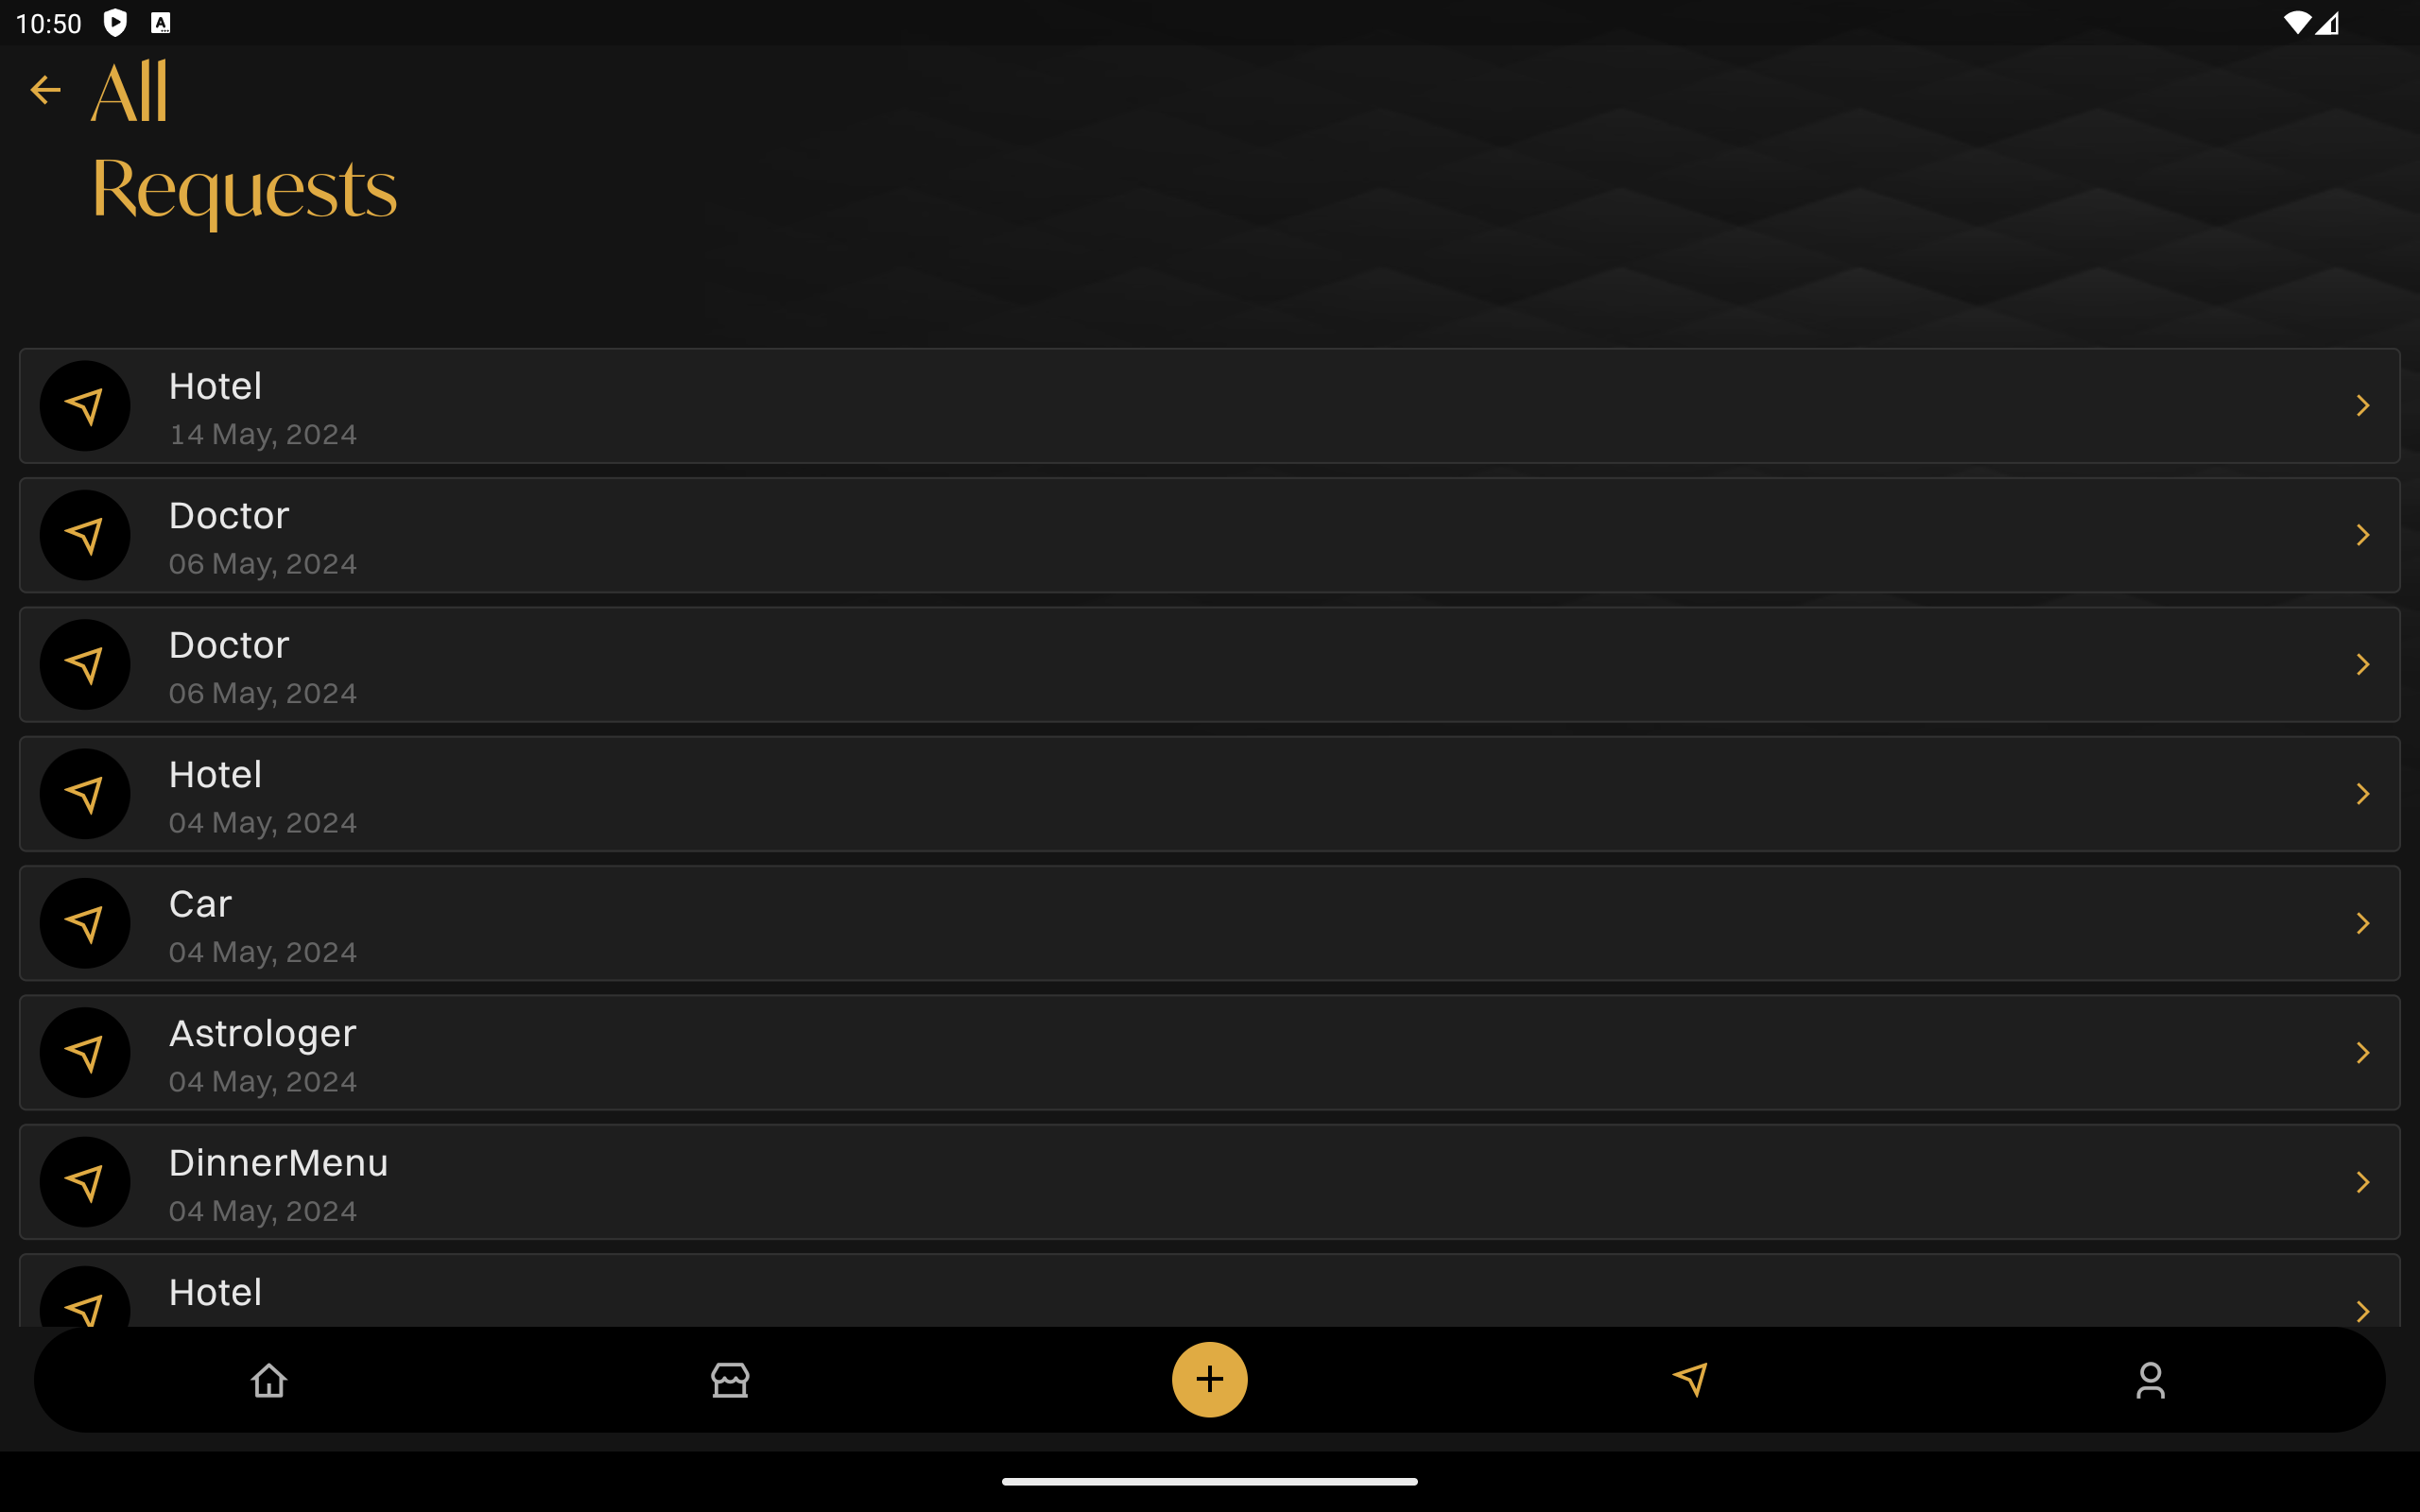 10:50
All
Requests
Hotel
14 May, 2024
Doctor
06 May, 2024
Doctor
06 May, 2024
Hotel
04 May, 2024
Car
04 May, 2024
Astrologer
04 May, 2024
DinnerMenu
04 May, 2024
Hotel